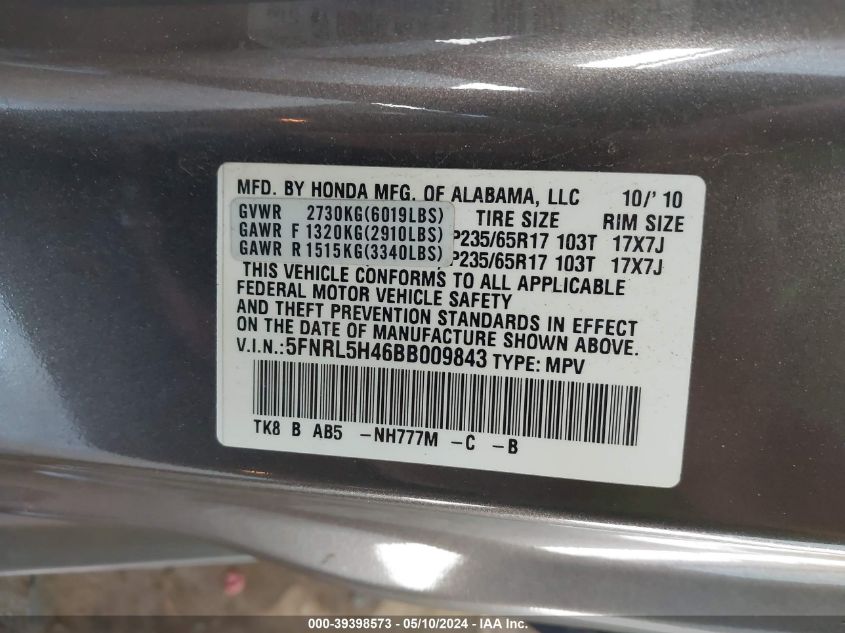 MFD. BY HONDA MFG. OF ALABAMA, LLC 10/'10
GVWR 2730KG(6019LBS) TIRE SIZE RIM SIZE
GAWR F 1320KG(2910LBS) P235/65R17 103T 17X7J
GAWR R 1515KG(3340LBS) P235/65R17 103T 17X7J
THIS VEHICLE CONFORMS TO ALL APPLICABLE
FEDERAL MOTOR VEHICLE SAFETY
AND THEFT PREVENTION STANDARDS IN EFFECT
ON THE DATE OF MANUFACTURE SHOWN ABOVE.
V.I.N.:5FNRL5H46BB009843 TYPE: MPV
TK8 B AB5 -NH777M -C -B
000-39398573 - 05/10/2024 - IAA Inc.